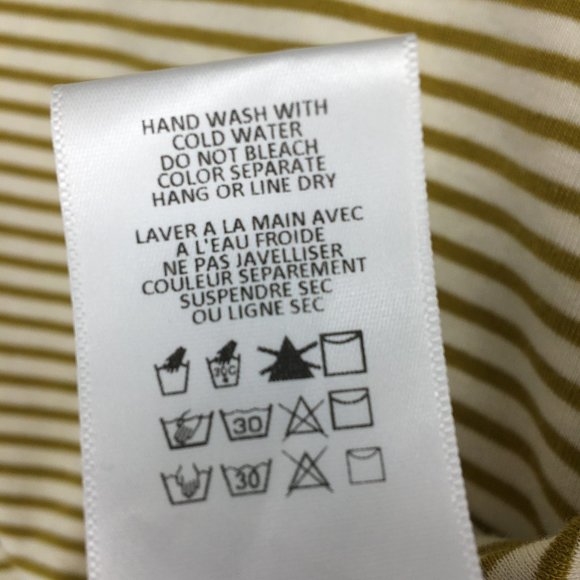 HAND WASH WITH
COLD WATER
DO NOT BLEACH
COLOR SEPARATE
HANG OR LINE DRY
LAVER A LA MAIN AVEC
A L'EAU FROIDE
NE PAS JAVELLISER
COULEUR SEPAREMENT
SUSPENDRE SEC
OU LIGNE SEC
30
30